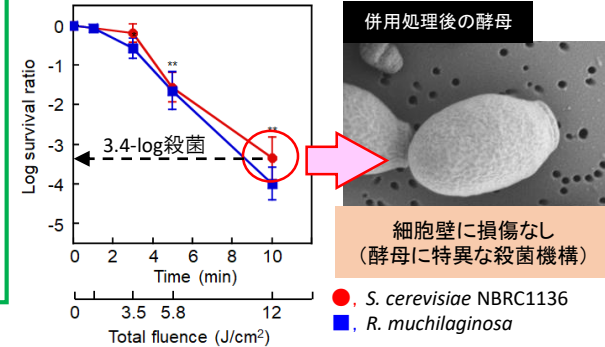 併用処理後の酵母
0
-1
-2
-3
-4
-5
Log survival ratio
**
**
3.4-log殺菌
0 2 4 6 8 10
Time (min)
0 3.5 5.8 12
Total fluence (J/cm²)
細胞壁に損傷なし
(酵母に特異な殺菌機構)
, S. cerevisiae NBRC1136
, R. muchilaginosa